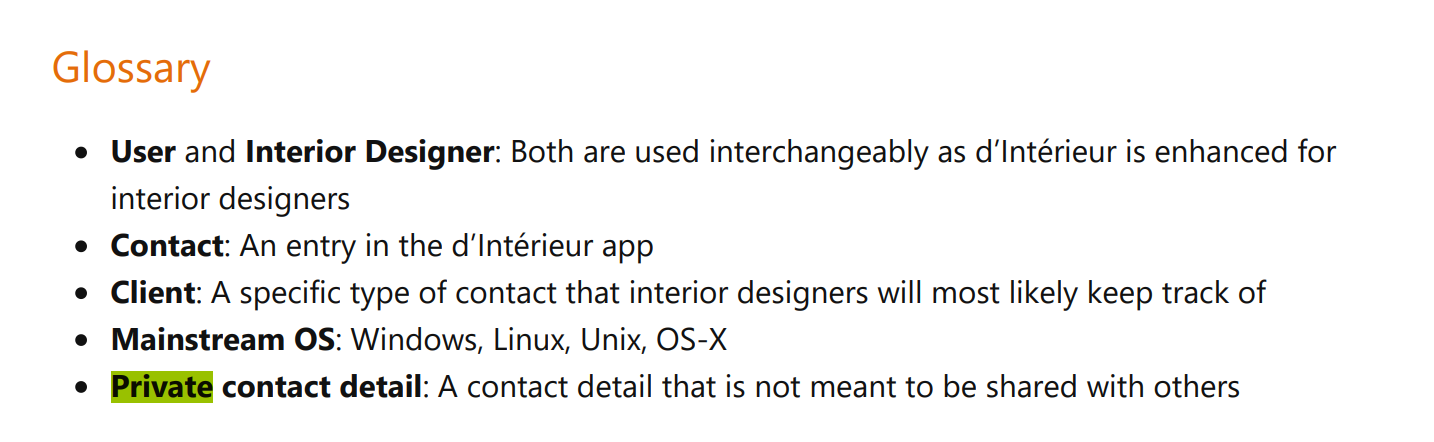 Glossary
• User and Interior Designer: Both are used interchangeably as d’Intérieur is enhanced for
interior designers
• Contact: An entry in the d’Intérieur app
• Client: A specific type of contact that interior designers will most likely keep track of
• Mainstream OS: Windows, Linux, Unix, OS-X
• Private contact detail: A contact detail that is not meant to be shared with others